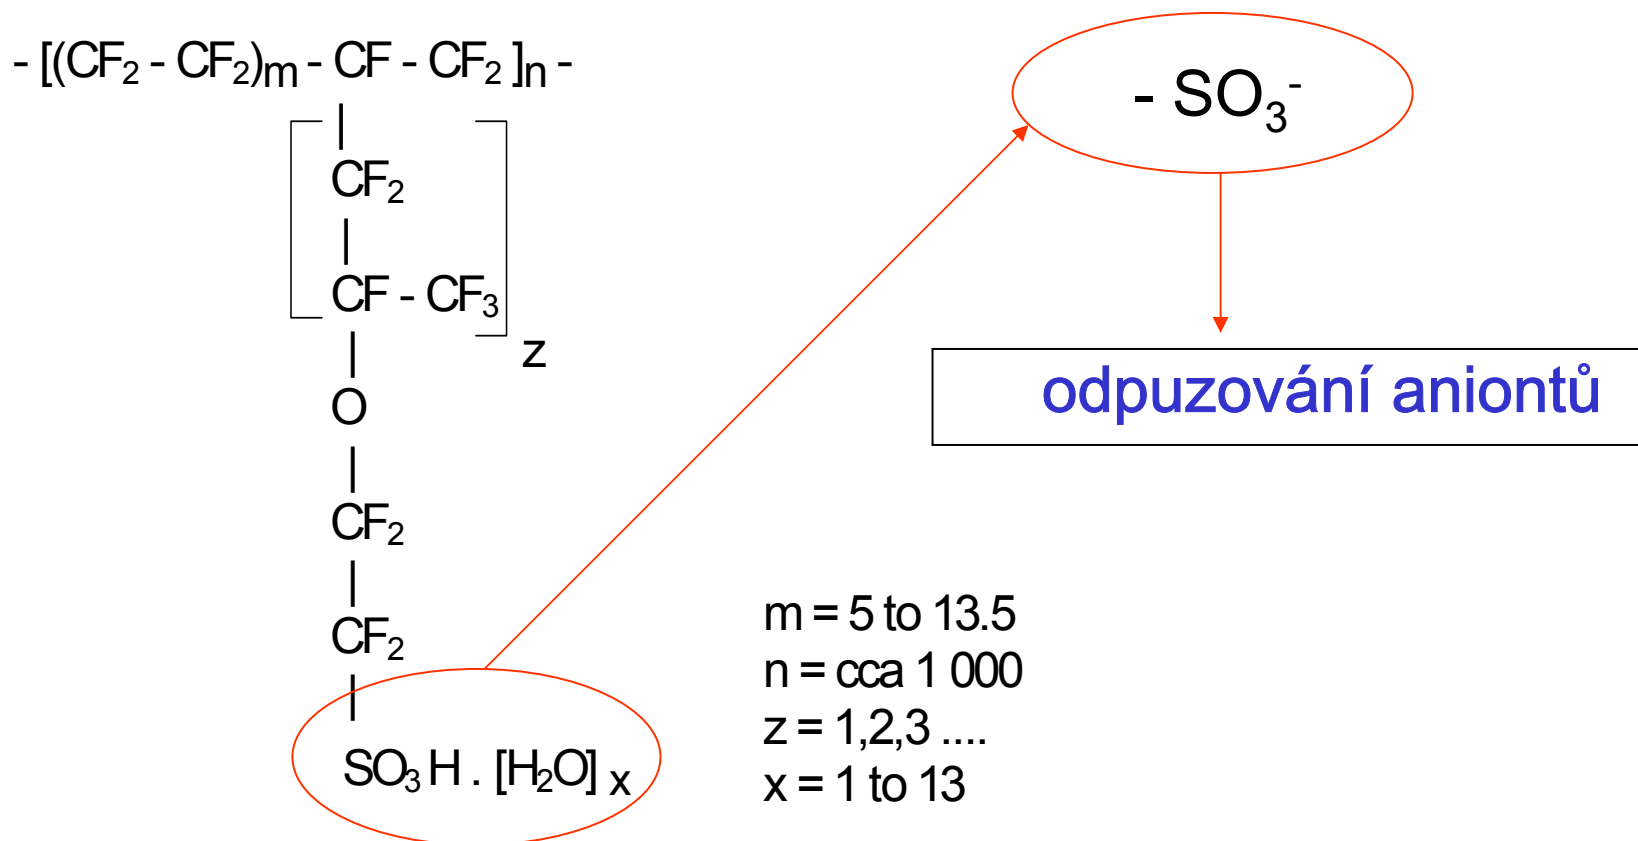 - [(CF₂ - CF₂)m - CF - CF₂ ]n -
CF₂
CF - CF₃
z
O
CF₂
CF₂
SO₃ H . [H₂O] x
- SO₃⁻
odpuzování aniontů
m = 5 to 13.5
n = cca 1 000
z = 1,2,3 ....
x = 1 to 13